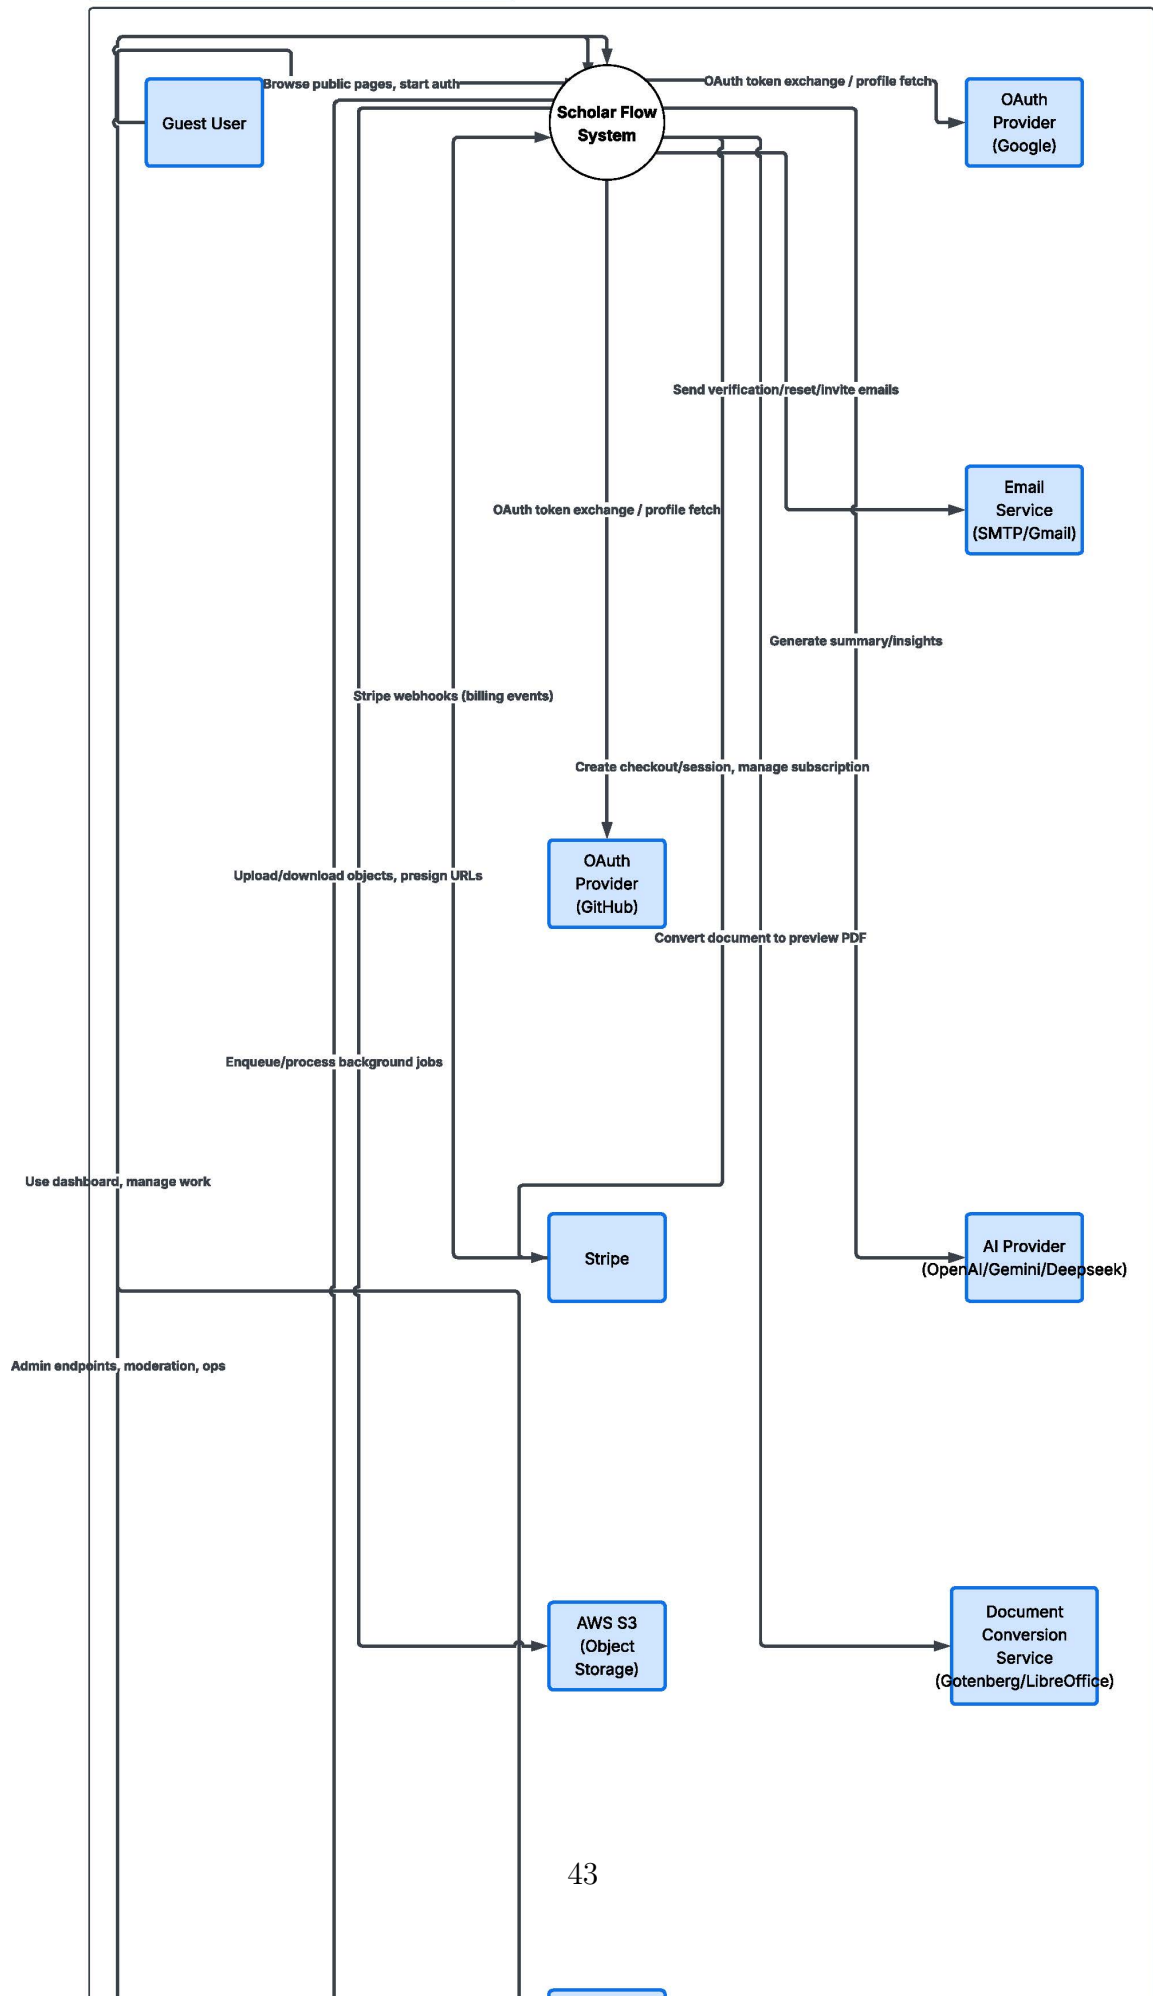 Browse public pages, start auth
OAuth token exchange / profile fetch
Guest User
Scholar Flow
System
OAuth
Provider
(Google)
Send verification/reset/invite emails
Email
Service
(SMTP/Gmail)
OAuth token exchange / profile fetch
Generate summary/insights
Stripe webhooks (billing events)
Create checkout/session, manage subscription
OAuth
Provider
(GitHub)
Upload/download objects, presign URLs
Convert document to preview PDF
Enqueue/process background jobs
Use dashboard, manage work
Stripe
AI Provider
(OpenAI/Gemini/Deepseek)
Admin endpoints, moderation, ops
AWS S3
(Object
Storage)
Document
Conversion
Service
(Gotenberg/LibreOffice)
43